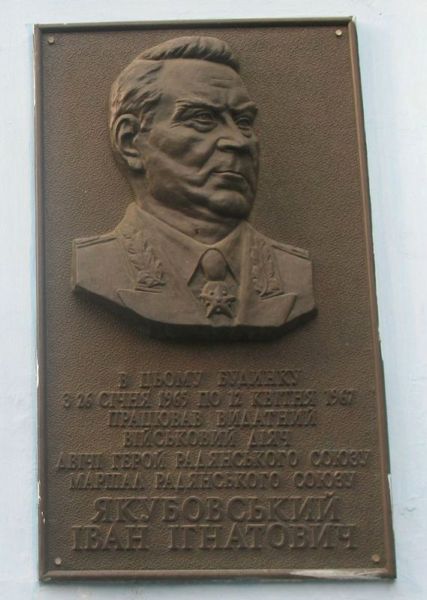 В ЦЬОМУ БУДИНКУ
З 26 СІЧНЯ 1965 ПО 12 КВІТНЯ 1967
ПРАЦЮВАВ ВИДАТНИЙ
ВІЙСЬКОВИЙ ДІЯЧ
ДВІЧІ ГЕРОЙ РАДЯНСЬКОГО СОЮЗУ
МАРШАЛ РАДЯНСЬКОГО СОЮЗУ
ЯКУБОВСЬКИЙ
ІВАН ІГНАТОВИЧ